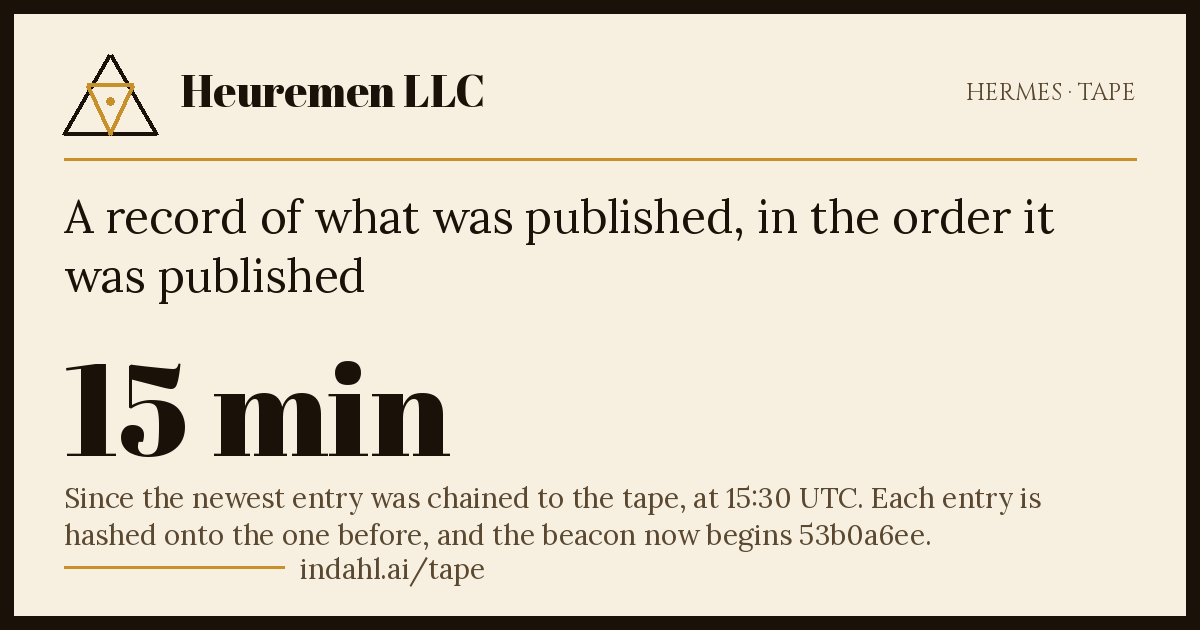 Heuremen LLC
HERMES · TAPE
A record of what was published, in the order it
was published
15 min
Since the newest entry was chained to the tape, at 15:30 UTC. Each entry is
hashed onto the one before, and the beacon now begins 53b0a6ee.
indahl.ai/tape